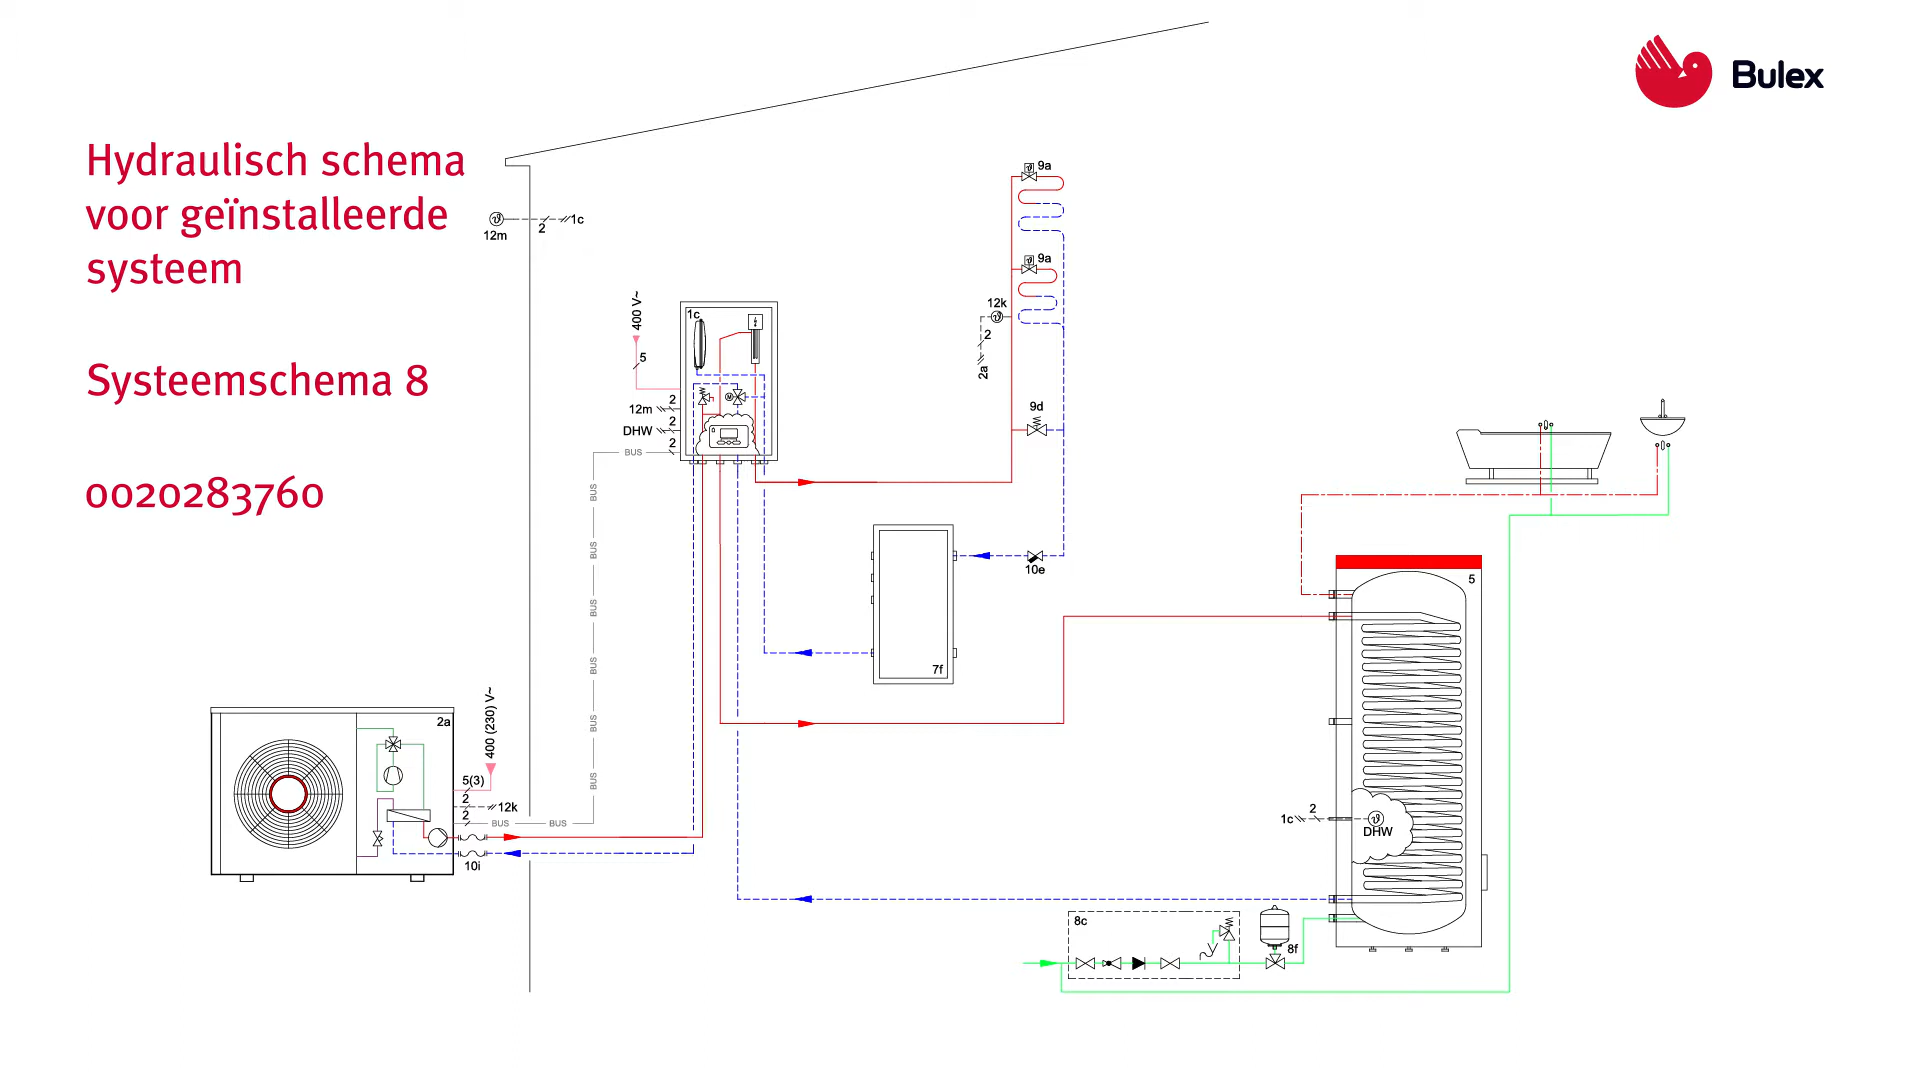 Bulex
Hydraulisch schema
voor geïnstalleerde
systeem
Systeemschema 8
0020283760
12m
2
1c
9a
9a
12k
2
2a
9d
10e
400 V~
5
1c
12m
2
DHW
2
2
BUS
BUS
BUS
BUS
BUS
BUS
BUS
BUS
7f
2a
400 (230) V~
5(3)
2
12k
2
10i
5
1c
2
DHW
8c
8f